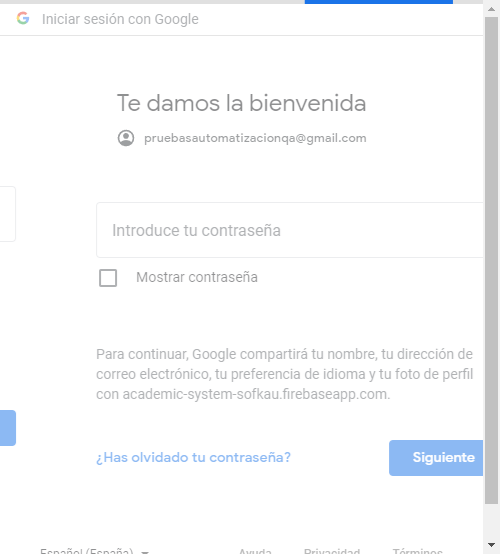 Iniciar sesión con Google
Te damos la bienvenida
pruebasautomatizacionqa@gmail.com
Introduce tu contraseña
Mostrar contraseña
Para continuar, Google compartirá tu nombre, tu dirección de
correo electrónico, tu preferencia de idioma y tu foto de perfil
con academic-system-sofkau.firebaseapp.com.
¿Has olvidado tu contraseña?
Siguiente
Español (España)
Ayuda
Privacidad
Términos